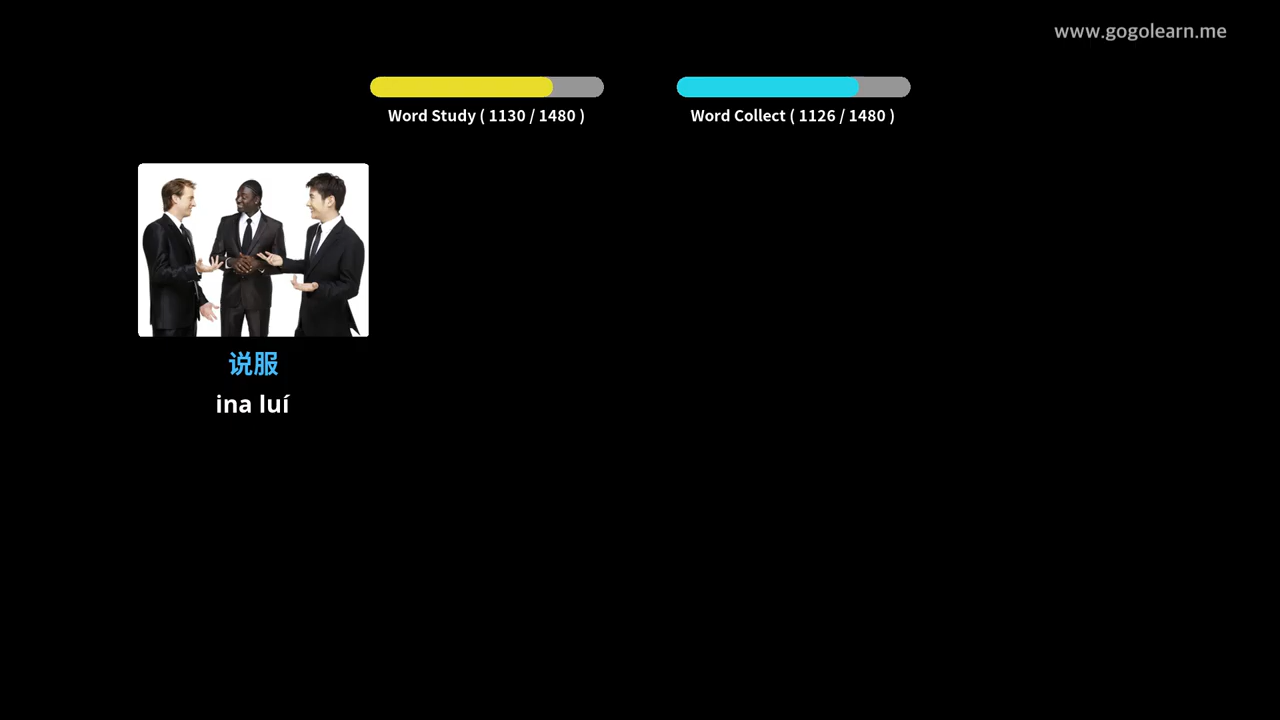 www.gogolearn.me
Word Study ( 1130 / 1480 )
Word Collect ( 1126 / 1480 )
说服
ina luí